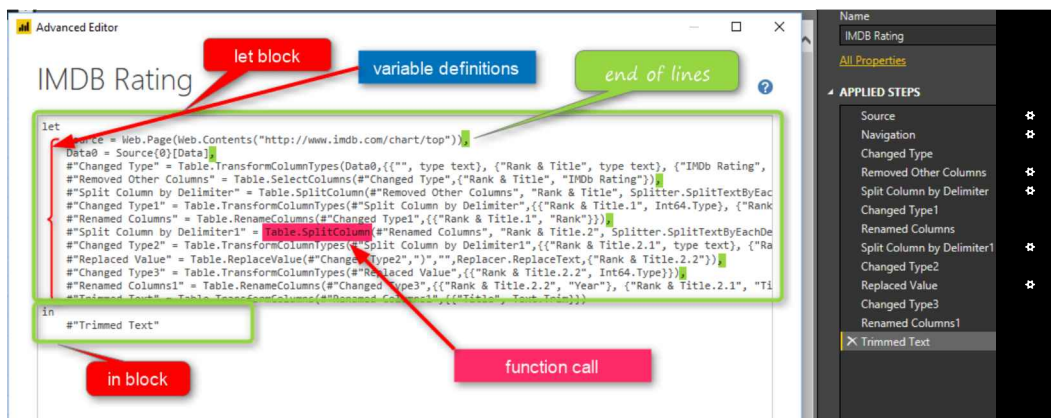 Advanced Editor
IMDB Rating
let block
variable definitions
end of lines
let
Source = Web.Page(Web.Contents("http://www.imdb.com/chart/top")),
Data0 = Source{0}[Data],
#"Changed Type" = Table.TransformColumnTypes(Data0,{{"", type text}, {"Rank & Title", type text}, {"IMDb Rating",
#"Removed Other Columns" = Table.SelectColumns(#"Changed Type",{"Rank & Title", "IMDb Rating"}),
#"Split Column by Delimiter" = Table.SplitColumn(#"Removed Other Columns", "Rank & Title", Splitter.SplitTextByEac
#"Changed Type1" = Table.TransformColumnTypes(#"Split Column by Delimiter",{{"Rank & Title.1", Int64.Type}, {"Rank
#"Renamed Columns" = Table.RenameColumns(#"Changed Type1",{{"Rank & Title.1", "Rank"}}),
#"Split Column by Delimiter1" = Table.SplitColumn(#"Renamed Columns", "Rank & Title.2", Splitter.SplitTextByEachDe
#"Changed Type2" = Table.TransformColumnTypes(#"Split Column by Delimiter1",{{"Rank & Title.2.1", type text}, {"Ra
#"Replaced Value" = Table.ReplaceValue(#"Changed Type2",")","",Replacer.ReplaceText,{"Rank & Title.2.2"}),
#"Changed Type3" = Table.TransformColumnTypes(#"Replaced Value",{{"Rank & Title.2.2", Int64.Type}}),
#"Renamed Columns1" = Table.RenameColumns(#"Changed Type3",{{"Rank & Title.2.2", "Year"}, {"Rank & Title.2.1", "Ti
#"Trimmed Text" = Table.TransformColumns(#"Renamed Columns1",{{"Title", Text.Trim}})
in
#"Trimmed Text"
in block
function call
Name
IMDB Rating
All Properties
APPLIED STEPS
Source
Navigation
Changed Type
Removed Other Columns
Split Column by Delimiter
Changed Type1
Renamed Columns
Split Column by Delimiter1
Changed Type2
Replaced Value
Changed Type3
Renamed Columns1
Trimmed Text